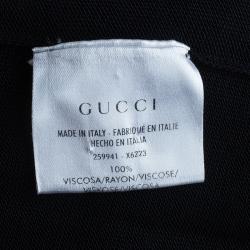 GUCCI
MADE IN ITALY - FABRIQUÉ EN ITALIE
HECHO EN ITALIA
259941 - X6223
100%
VISCOSA/RAYON/VISCOSE/